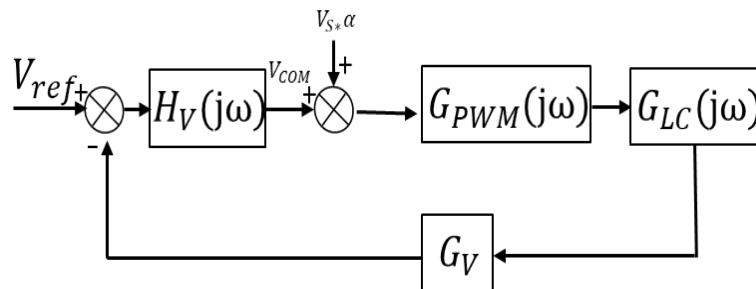 V_{S*}α
V_{ref}
+
H_V(jω)
V_{COM}
+
+
G_{PWM}(jω)
G_{LC}(jω)
-
G_V